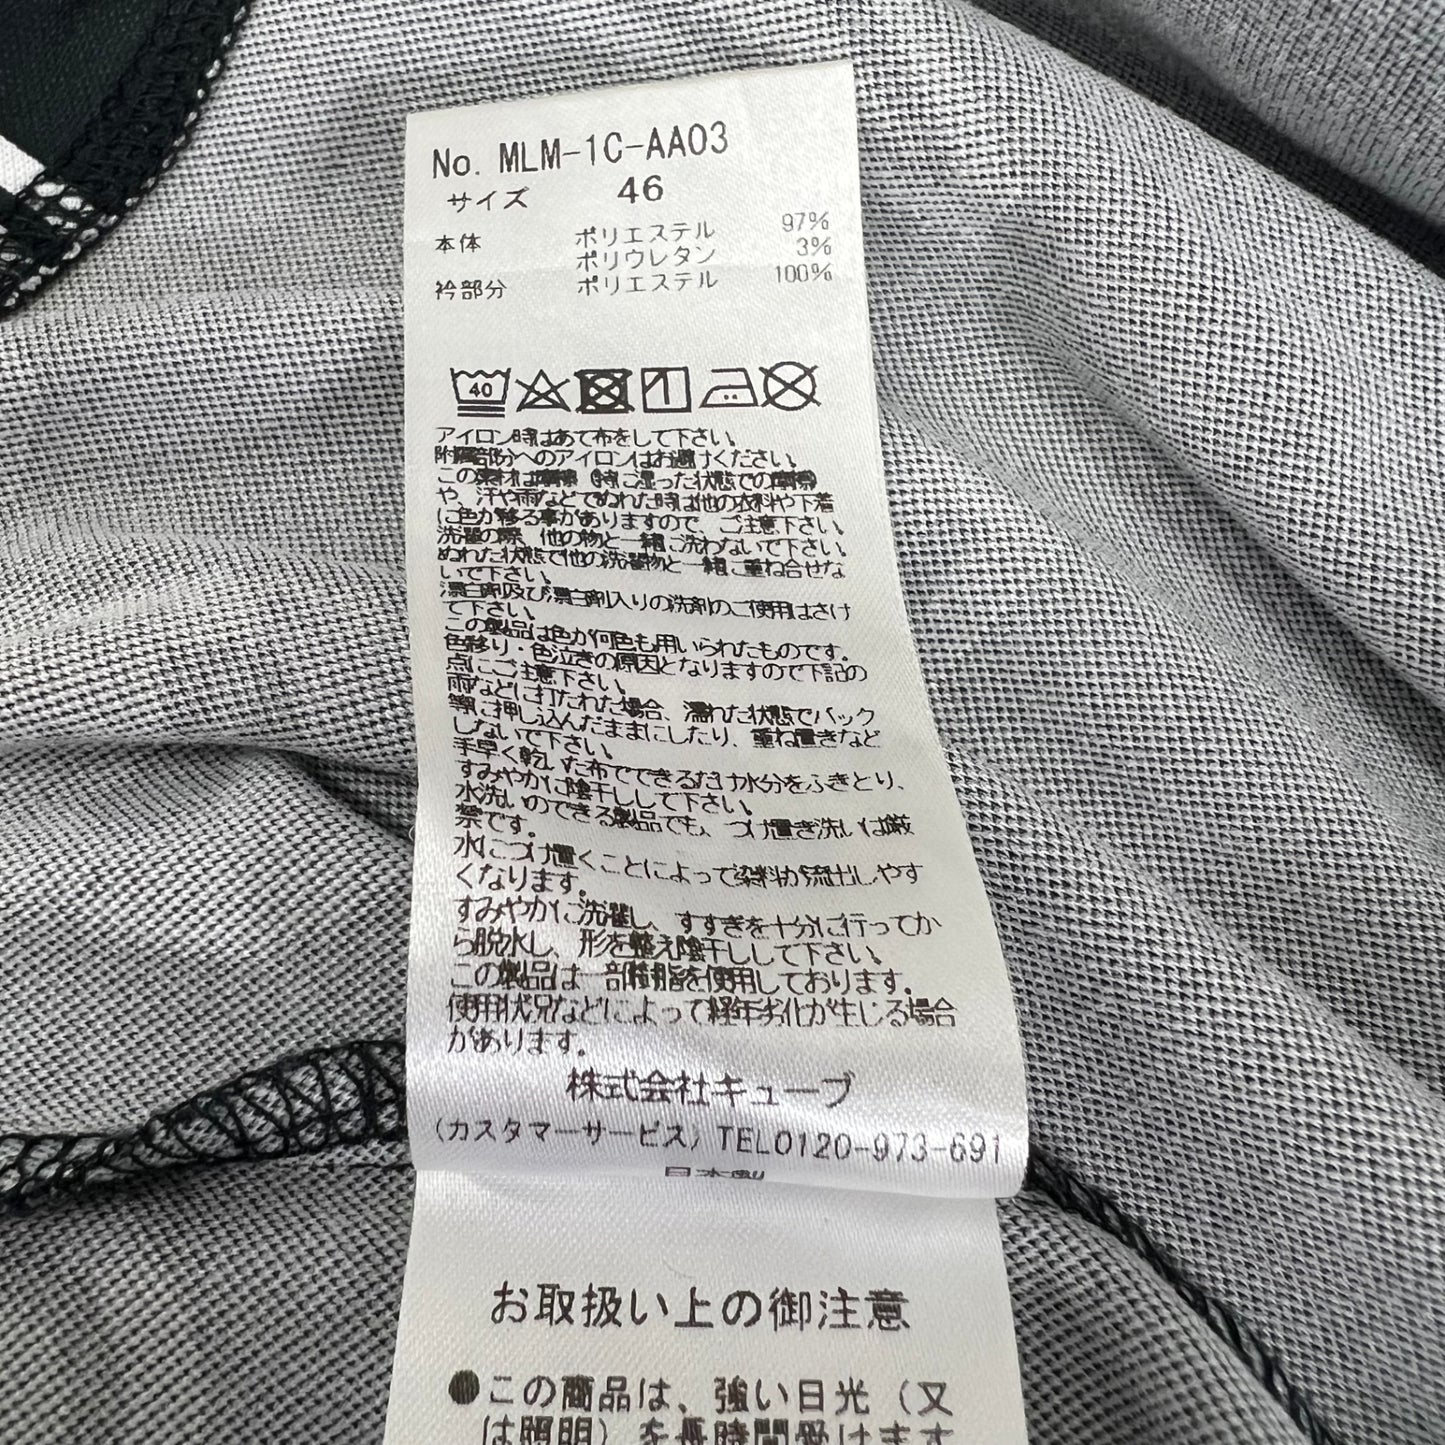 No. MLM-1C-AA03
サイズ 46
本体 ポリエステル 97%
ポリウレタン 3%
衿部分 ポリエステル 100%
40
アイロン時はあて布をして下さい。
附属部分へのアイロンはお避けください。
この素材は摩擦（特に湿った状態での摩擦
や、汗や雨などでぬれた時は他の衣料や下着
に色が移る事がありますので、ご注意下さい。
洗濯の際、他の物と一緒に洗わないで下さい。
ぬれた状態で他の洗濯物と一緒に重ね合せな
いで下さい。
漂白剤及び漂白剤入りの洗剤のご使用はさけ
て下さい。
この製品は色が何色も用いられたものです。
色移り・色泣きの原因となりますので下記の
点にご注意下さい。
雨などに打たれた場合、濡れた状態でバック
等に押し込んだままにしたり、重ね置きなど
しないで下さい。
手早く乾いた布でできるだけ水分をふきとり、
すみやかに陰干しして下さい。
水洗いのできる製品でも、つけ置き洗いは厳
禁です。
水につけ置くことによって染料が流出しやす
くなります。
すみやかに洗濯し、すすぎを十分に行ってか
ら脱水し、形を整え陰干しして下さい。
この製品は一部樹脂を使用しております。
使用状況などによって経年劣化が生じる場合
があります。
株式会社キューブ
(カスタマーサービス) TEL0120-973-691
日本製
お取扱い上の御注意
●この商品は、強い日光（又
は照明）を長時間受けます